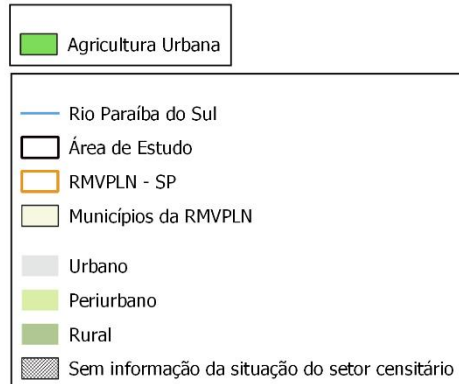 Agricultura Urbana
Rio Paraíba do Sul
Área de Estudo
RMVPLN - SP
Municípios da RMVPLN
Urbano
Periurbano
Rural
Sem informação da situação do setor censitário